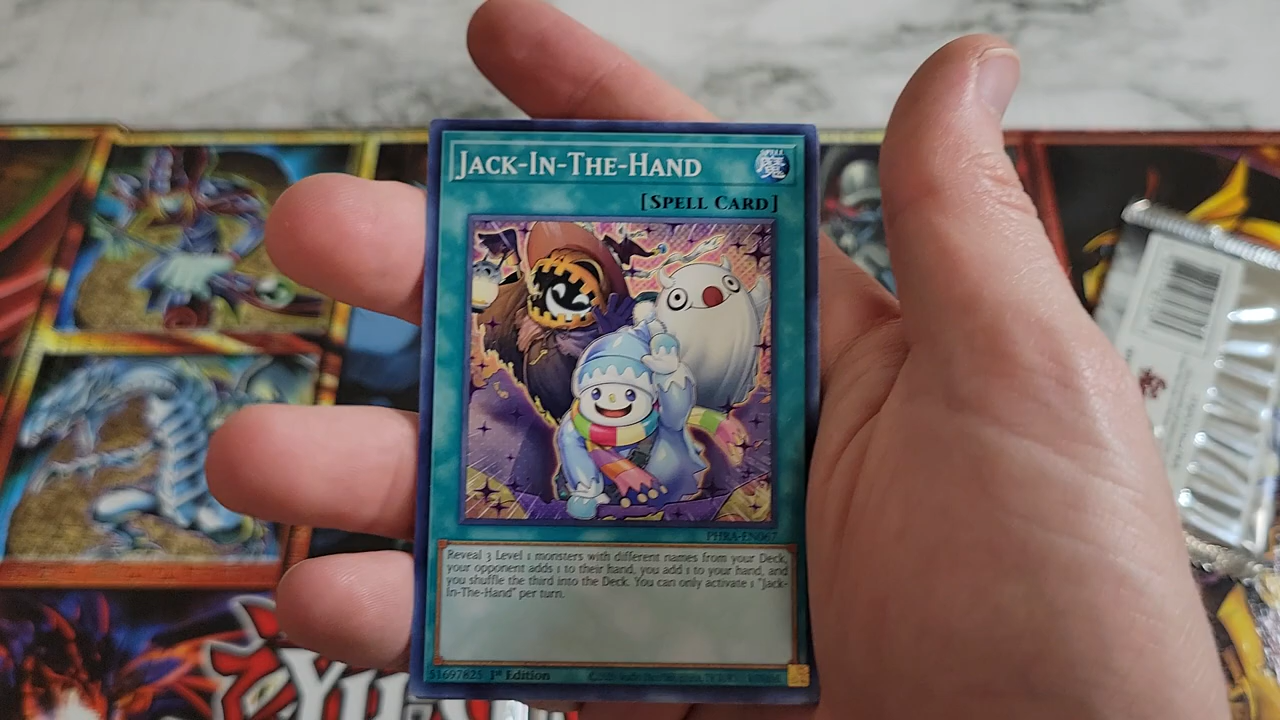 JACK-IN-THE-HAND
SPELL
[SPELL CARD]
PHRA-EN067
Reveal 3 Level 1 monsters with different names from your Deck,
your opponent adds 1 to their hand, you add 1 to your hand, and
you shuffle the third into the Deck. You can only activate 1 "Jack-
In-The-Hand" per turn.
51697825 1st Edition